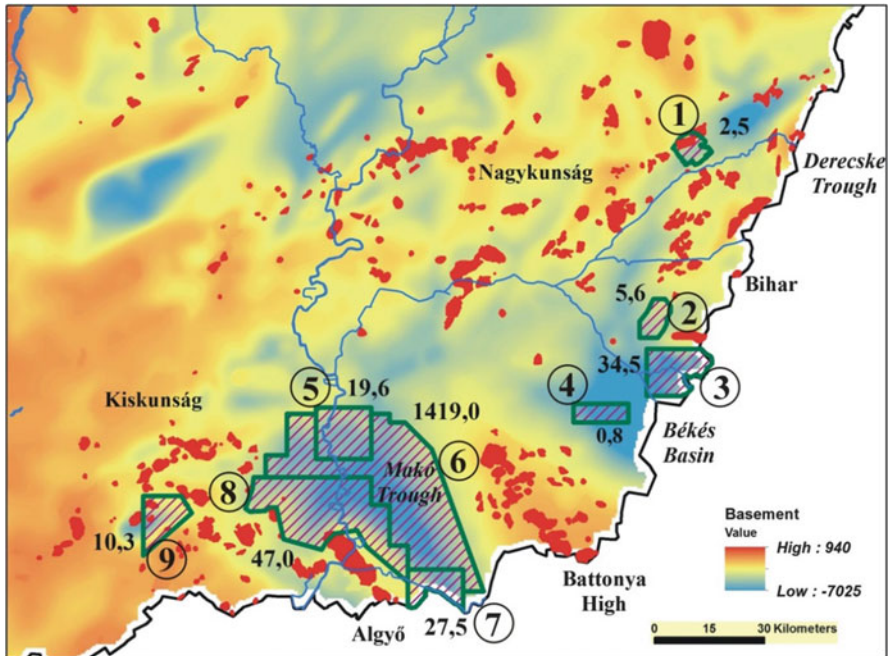 1
2,5
Derecske
Trough
Nagykunság
Bihar
5,6
2
34,5
3
4
0,8
Békés
Basin
Kiskunság
5
19,6
1419,0
6
Makó
Trough
8
10,3
9
47,0
Algyő
27,5
7
Battonya
High
Basement
Value
High : 940
Low : -7025
0 15 30 Kilometers